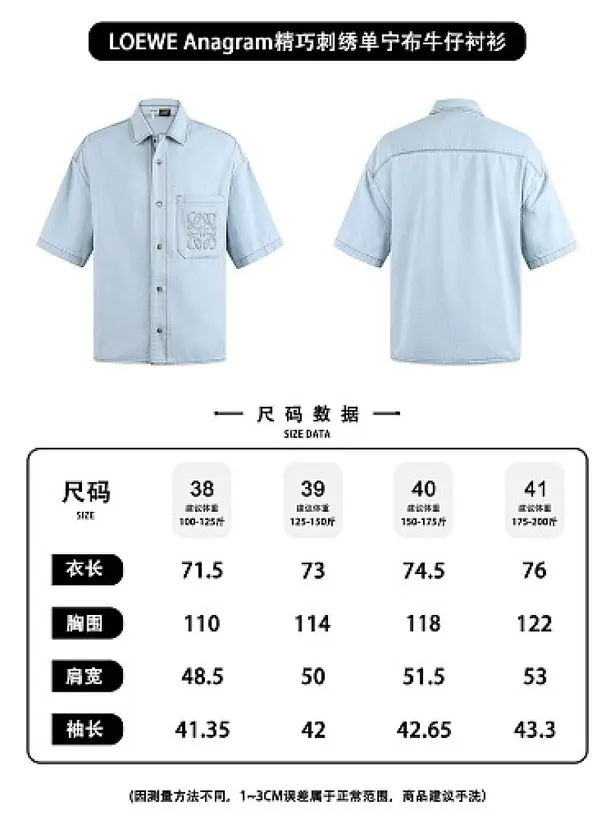 LOEWE Anagram精巧刺绣单宁布牛仔衬衫
尺码数据
SIZE DATA
尺码 38 39 40 41
SIZE 建议体重 建议体重 建议体重 建议体重
100-125斤 125-150斤 150-175斤 175-200斤
衣长 71.5 73 74.5 76
胸围 110 114 118 122
肩宽 48.5 50 51.5 53
袖长 41.35 42 42.65 43.3
(因测量方法不同，1~3CM误差属于正常范围，商品建议手洗)